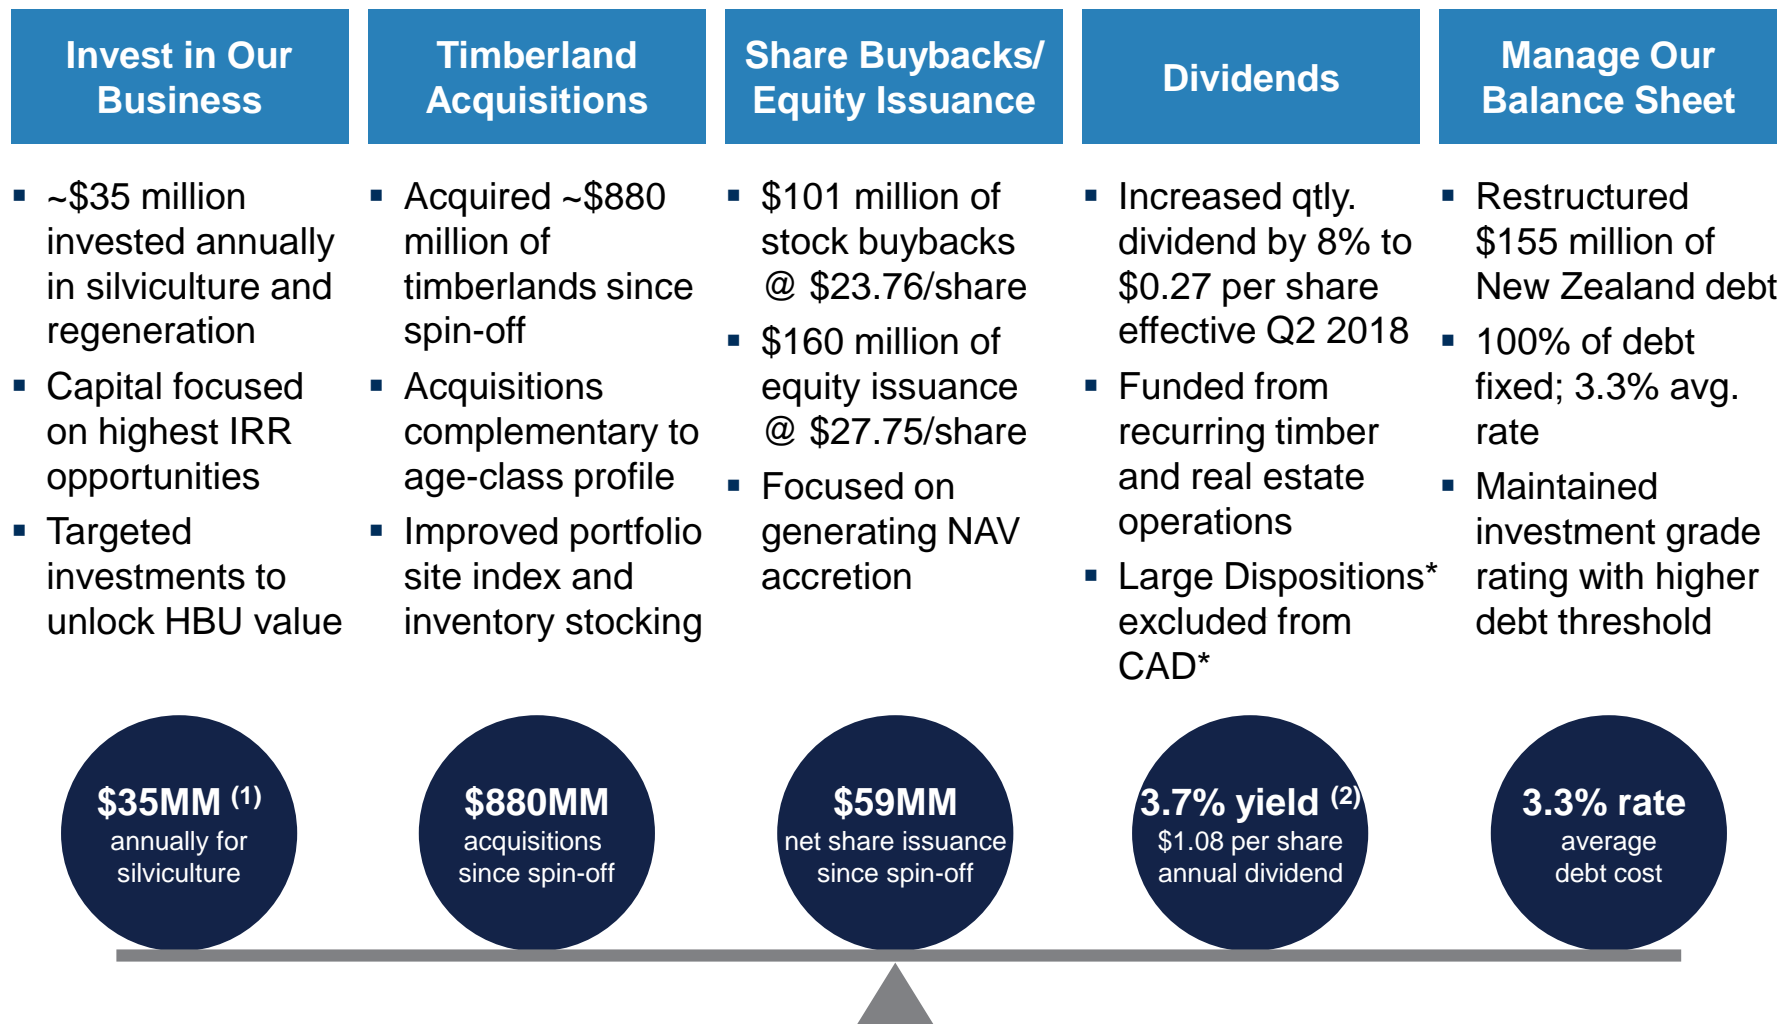 Invest in Our
Business
▪ ~$35 million
invested annually
in silviculture and
regeneration
▪ Capital focused
on highest IRR
opportunities
▪ Targeted
investments to
unlock HBU value
$35MM (1)
annually for
silviculture
Timberland
Acquisitions
▪ Acquired ~$880
million of
timberlands since
spin-off
▪ Acquisitions
complementary to
age-class profile
▪ Improved portfolio
site index and
inventory stocking
$880MM
acquisitions
since spin-off
Share Buybacks/
Equity Issuance
▪ $101 million of
stock buybacks
@ $23.76/share
▪ $160 million of
equity issuance
@ $27.75/share
▪ Focused on
generating NAV
accretion
$59MM
net share issuance
since spin-off
Dividends
▪ Increased qtly.
dividend by 8% to
$0.27 per share
effective Q2 2018
▪ Funded from
recurring timber
and real estate
operations
▪ Large Dispositions*
excluded from
CAD*
3.7% yield (2)
$1.08 per share
annual dividend
Manage Our
Balance Sheet
▪ Restructured
$155 million of
New Zealand debt
▪ 100% of debt
fixed; 3.3% avg.
rate
▪ Maintained
investment grade
rating with higher
debt threshold
3.3% rate
average
debt cost